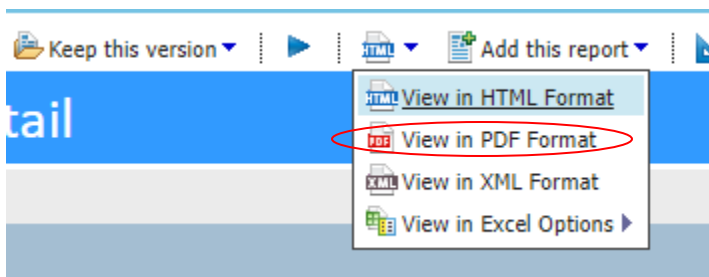 Keep this version
HTML
Add this report
tail
HTML View in HTML Format
PDF View in PDF Format
XML View in XML Format
View in Excel Options